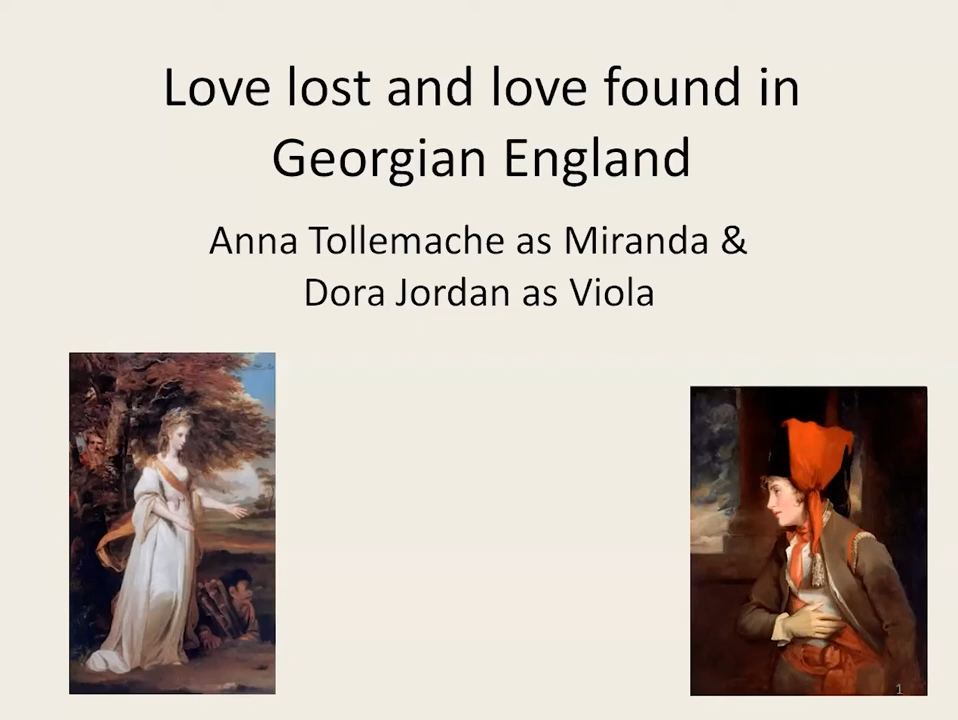 Love lost and love found in
Georgian England
Anna Tollemache as Miranda &
Dora Jordan as Viola
1